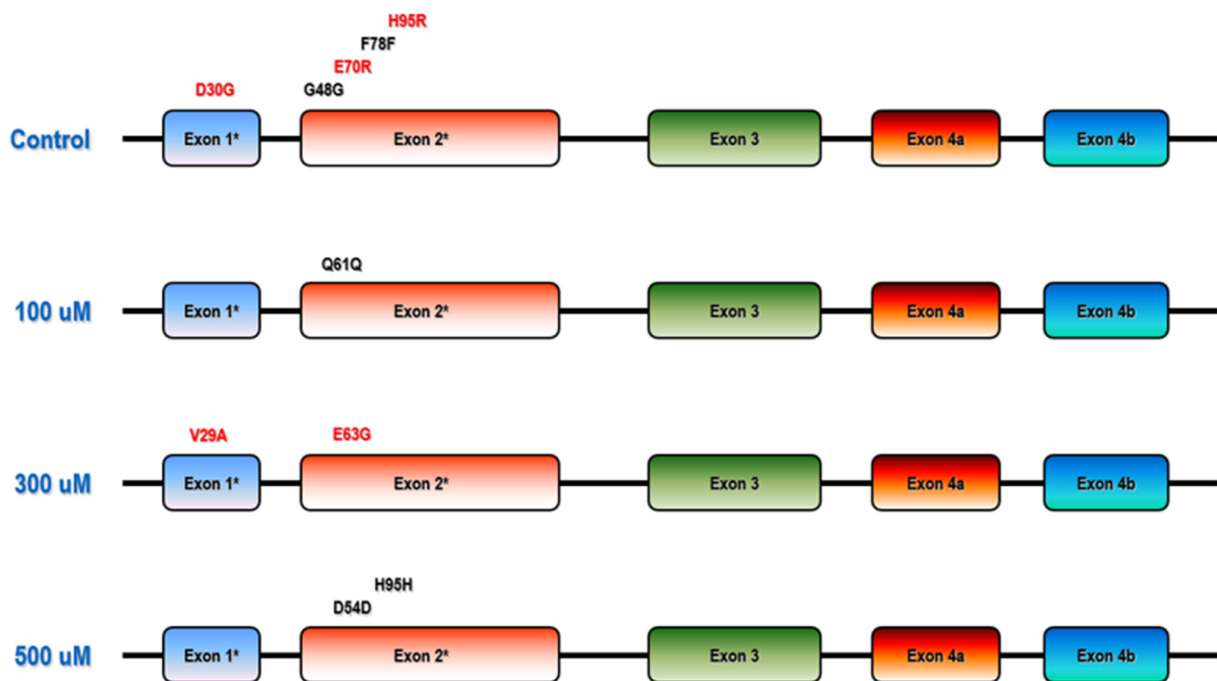 H95R
F78F
E70R
D30G G48G
Control Exon 1* Exon 2* Exon 3 Exon 4a Exon 4b
Q61Q
100 uM Exon 1* Exon 2* Exon 3 Exon 4a Exon 4b
V29A E63G
300 uM Exon 1* Exon 2* Exon 3 Exon 4a Exon 4b
H95H
D54D
500 uM Exon 1* Exon 2* Exon 3 Exon 4a Exon 4b